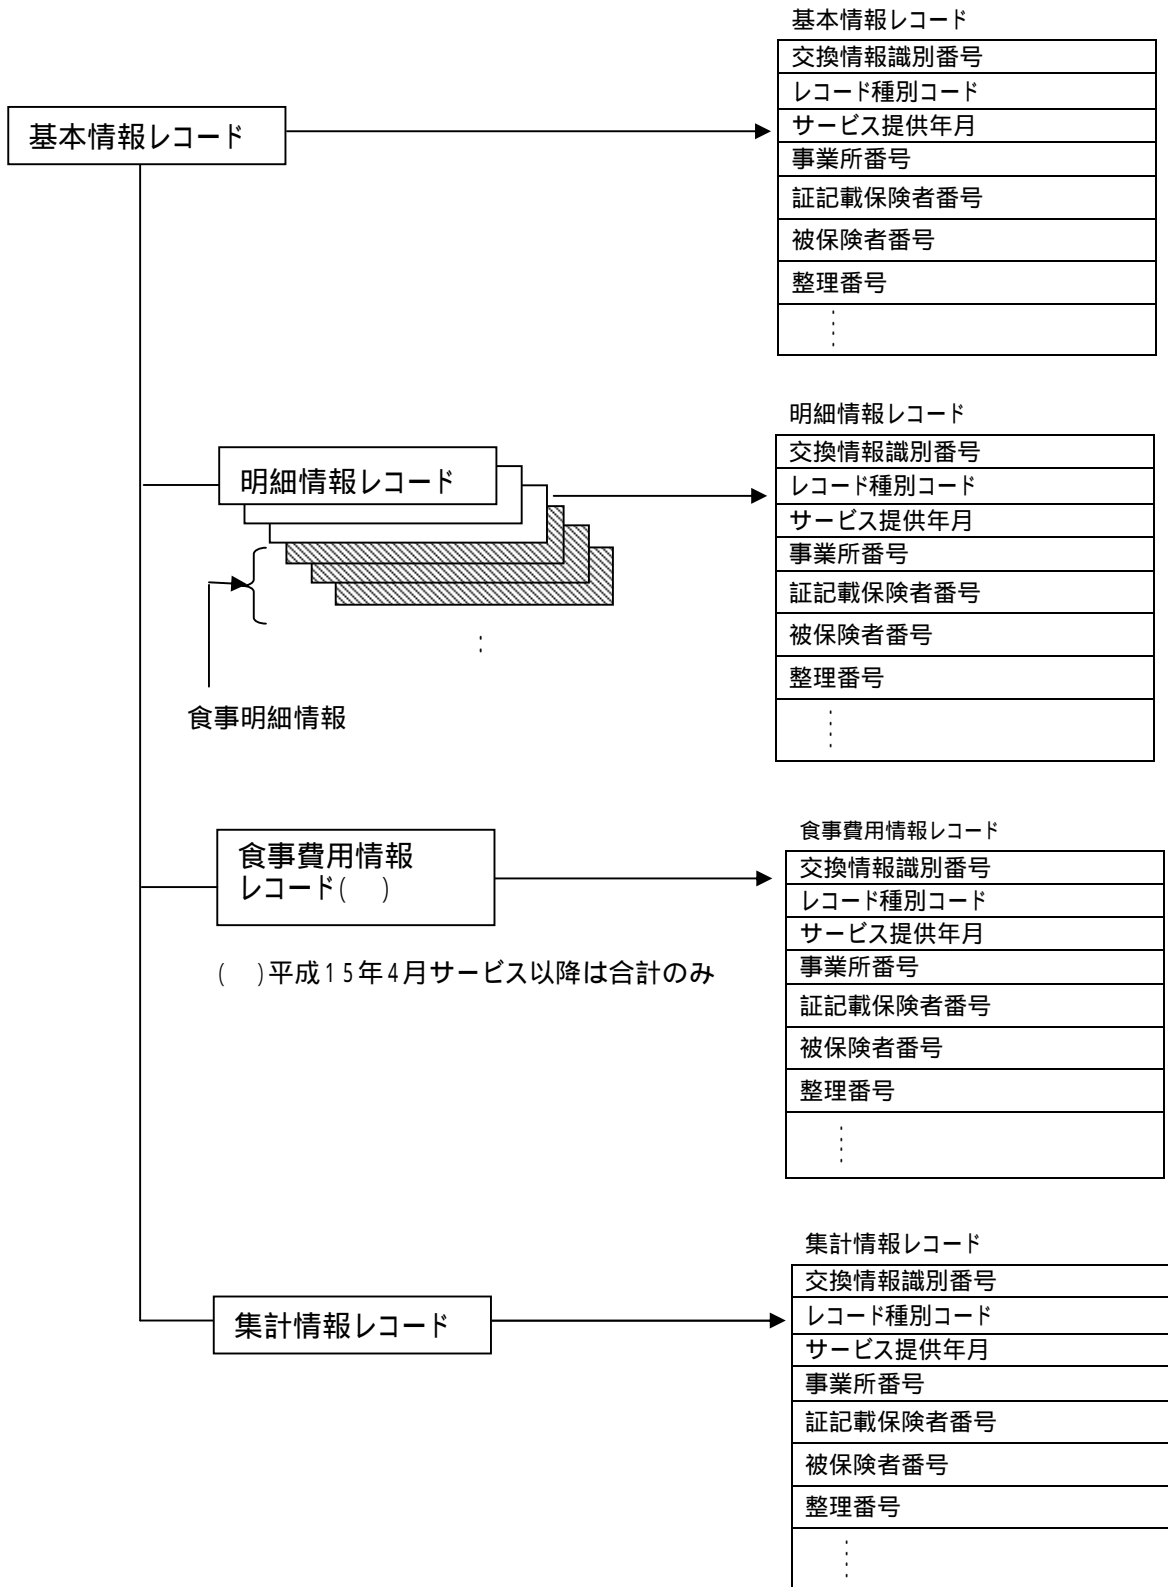 基本情報レコード
交換情報識別番号
レコード種別コード
サービス提供年月
事業所番号
証記載保険者番号
被保険者番号
整理番号
基本情報レコード
明細情報レコード
交換情報識別番号
レコード種別コード
サービス提供年月
事業所番号
証記載保険者番号
被保険者番号
整理番号
明細情報レコード
食事明細情報
食事費用情報レコード
交換情報識別番号
レコード種別コード
サービス提供年月
事業所番号
証記載保険者番号
被保険者番号
整理番号
食事費用情報
レコード(　)
(　)平成15年4月サービス以降は合計のみ
集計情報レコード
交換情報識別番号
レコード種別コード
サービス提供年月
事業所番号
証記載保険者番号
被保険者番号
整理番号
集計情報レコード